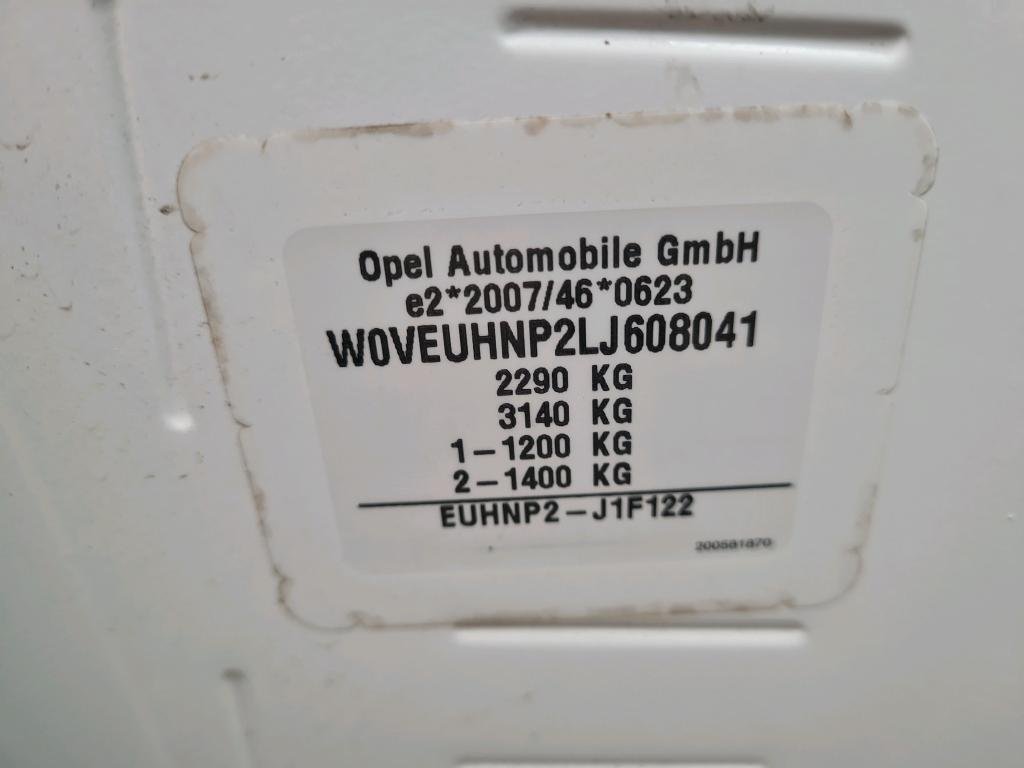 Opel Automobile GmbH
e2*2007/46*0623
W0VEUHNP2LJ608041
2290 KG
3140 KG
1-1200 KG
2-1400 KG
EUHNP2-J1F122
200581870